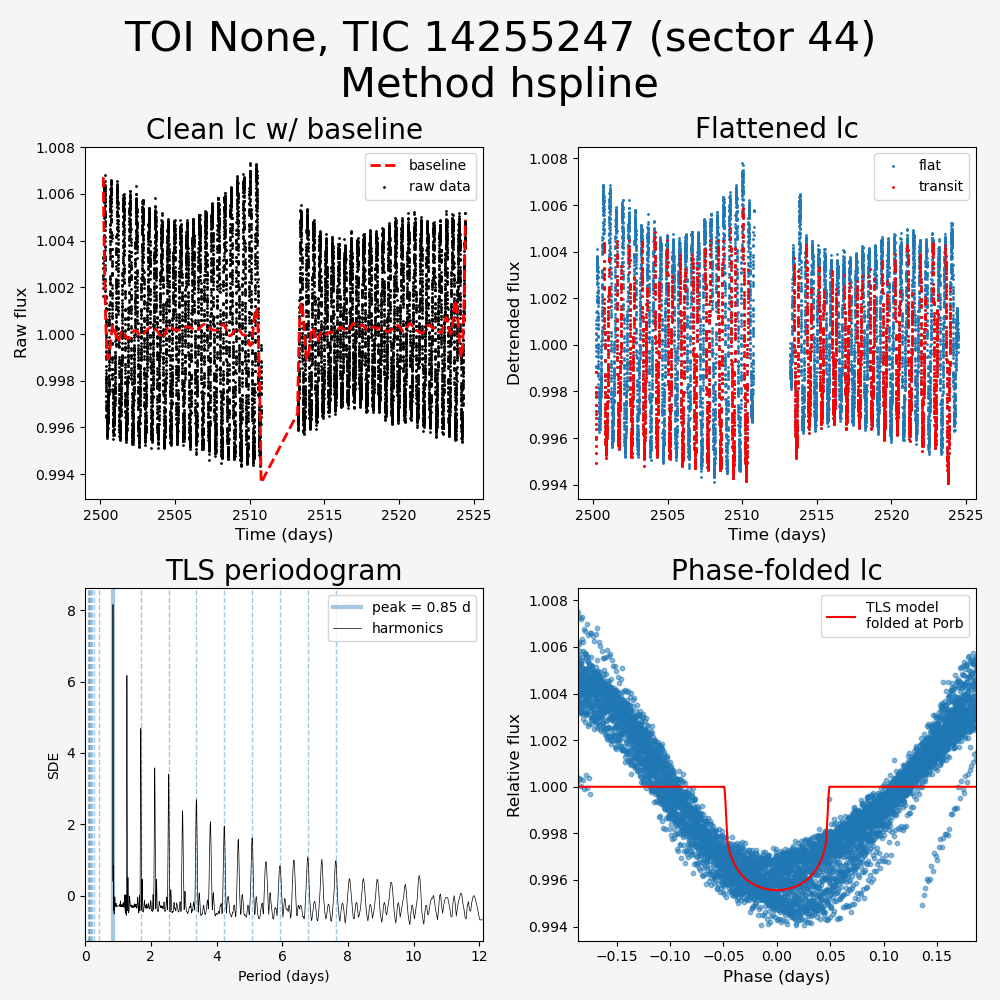 TOI None, TIC 14255247 (sector 44)
Method hspline
Clean lc w/ baseline
Flattened lc
1.008
1.006
1.004
1.002
1.000
0.998
0.996
0.994
Raw flux
baseline
raw data
2500
2505
2510
2515
2520
2525
Time (days)
1.008
1.006
1.004
1.002
1.000
0.998
0.996
0.994
Detrended flux
flat
transit
2500
2505
2510
2515
2520
2525
Time (days)
TLS periodogram
Phase-folded lc
8
6
4
2
0
SDE
peak = 0.85 d
harmonics
0
2
4
6
8
10
12
Period (days)
1.008
1.006
1.004
1.002
1.000
0.998
0.996
0.994
Relative flux
TLS model
folded at Porb
−0.15
−0.10
−0.05
0.00
0.05
0.10
0.15
Phase (days)